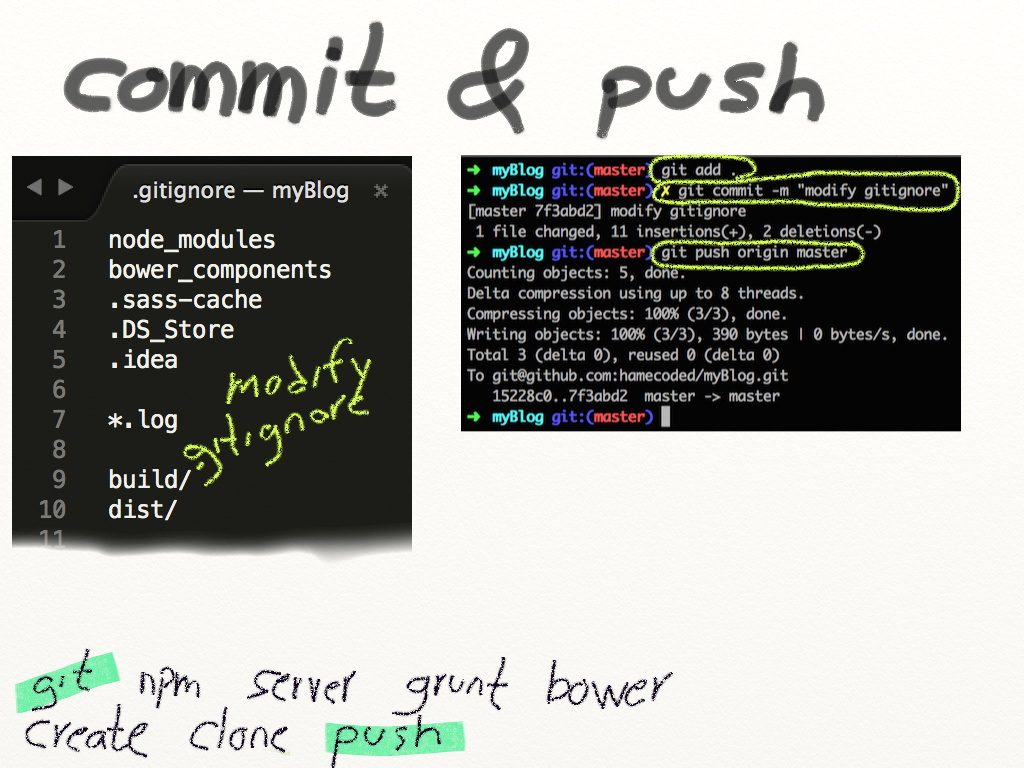 commit & push
.gitignore — myBlog
1 node_modules
2 bower_components
3 .sass-cache
4 .DS_Store
5 .idea
6
7 *.log
8
9 build/
10 dist/
11
modify
.gitignore
➜ myBlog git:(master) git add .
➜ myBlog git:(master) ✗ git commit -m "modify gitignore"
[master 7f3abd2] modify gitignore
1 file changed, 11 insertions(+), 2 deletions(-)
➜ myBlog git:(master) git push origin master
Counting objects: 5, done.
Delta compression using up to 8 threads.
Compressing objects: 100% (3/3), done.
Writing objects: 100% (3/3), 390 bytes | 0 bytes/s, done.
Total 3 (delta 0), reused 0 (delta 0)
To git@github.com:hamecoded/myBlog.git
15228c0..7f3abd2 master -> master
➜ myBlog git:(master)
git npm server grunt bower
create clone push